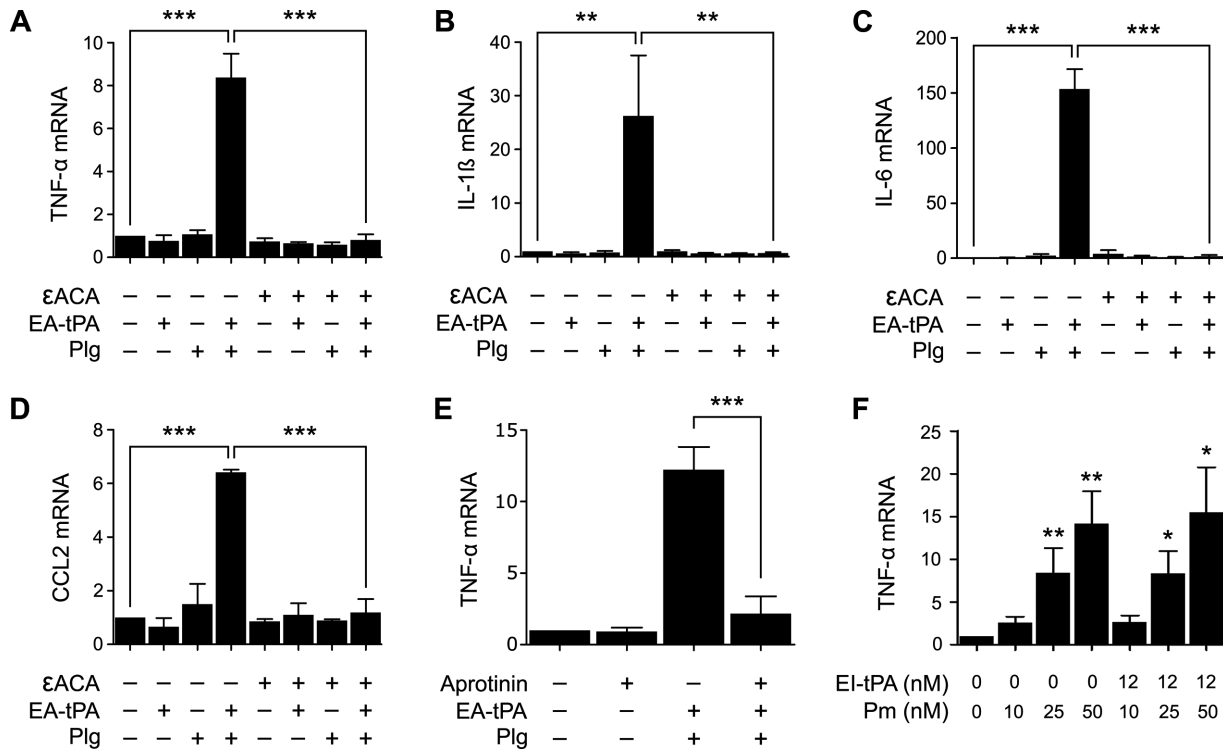 A
*** ***
TNF-α mRNA
10
8
6
4
2
0
εACA − − − − + + + +
EA-tPA − + − + − + − +
Plg − − + + − − + +
B
** **
IL-1ß mRNA
40
30
20
10
0
εACA − − − − + + + +
EA-tPA − + − + − + − +
Plg − − + + − − + +
C
*** ***
IL-6 mRNA
200
150
100
50
0
εACA − − − − + + + +
EA-tPA − + − + − + − +
Plg − − + + − − + +
D
*** ***
CCL2 mRNA
8
6
4
2
0
εACA − − − − + + + +
EA-tPA − + − + − + − +
Plg − − + + − − + +
E
***
TNF-α mRNA
15
10
5
0
Aprotinin − + − +
EA-tPA − − + +
Plg − − + +
F
** ** * *
TNF-α mRNA
25
20
15
10
5
0
EI-tPA (nM) 0 0 0 0 12 12 12
Pm (nM) 0 10 25 50 10 25 50